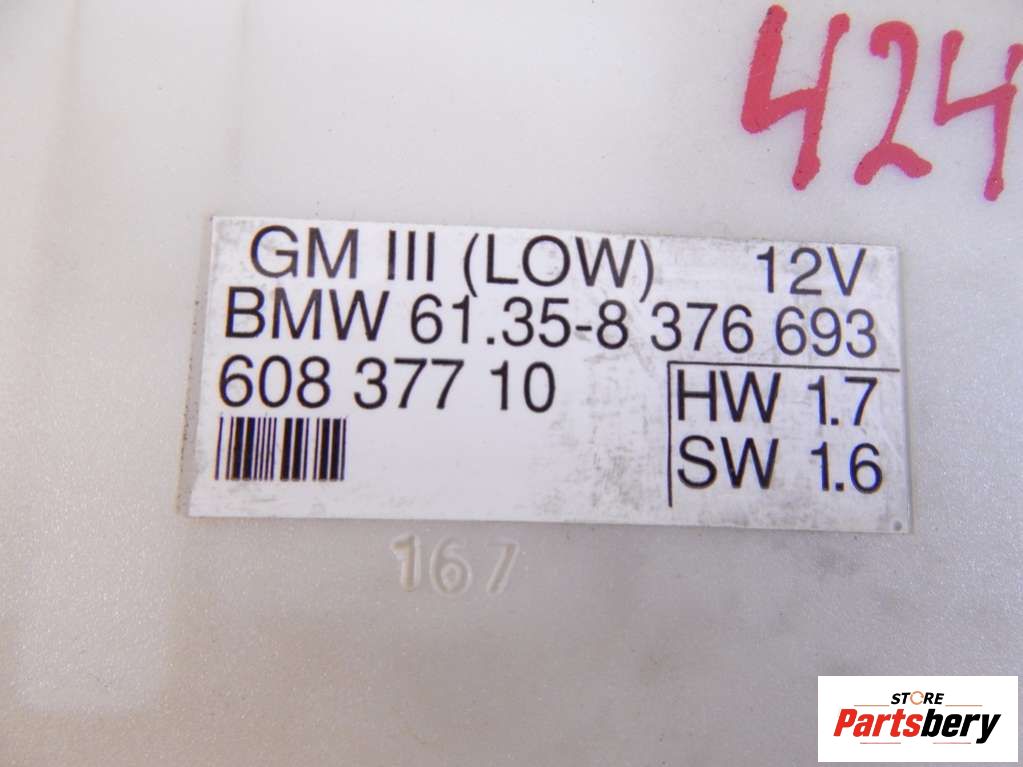 424
GM III (LOW) 12V
BMW 61.35-8 376 693
608 377 10
HW 1.7
SW 1.6
167
STORE
Partsbery